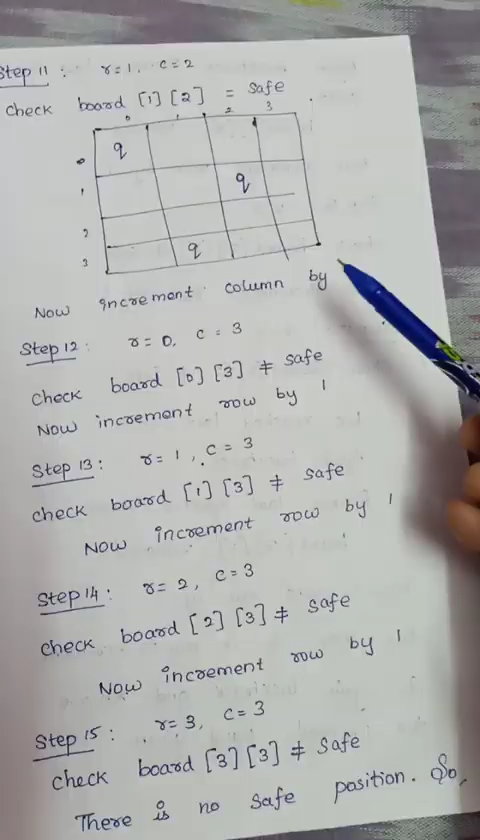 Step 11 : r=1, c=2
Check board [1] [2] = safe
0 1 2 3
0 q
1 q
2
3 q
Now increment column by
Step 12 : r=0, c=3
check board [0] [3] ≠ safe
Now increment row by 1
Step 13 : r=1, c=3
check board [1] [3] ≠ safe
Now increment row by 1
Step 14 : r=2, c=3
check board [2] [3] ≠ safe
Now increment row by 1
Step 15 : r=3, c=3
check board [3] [3] ≠ safe
There is no safe position. So,